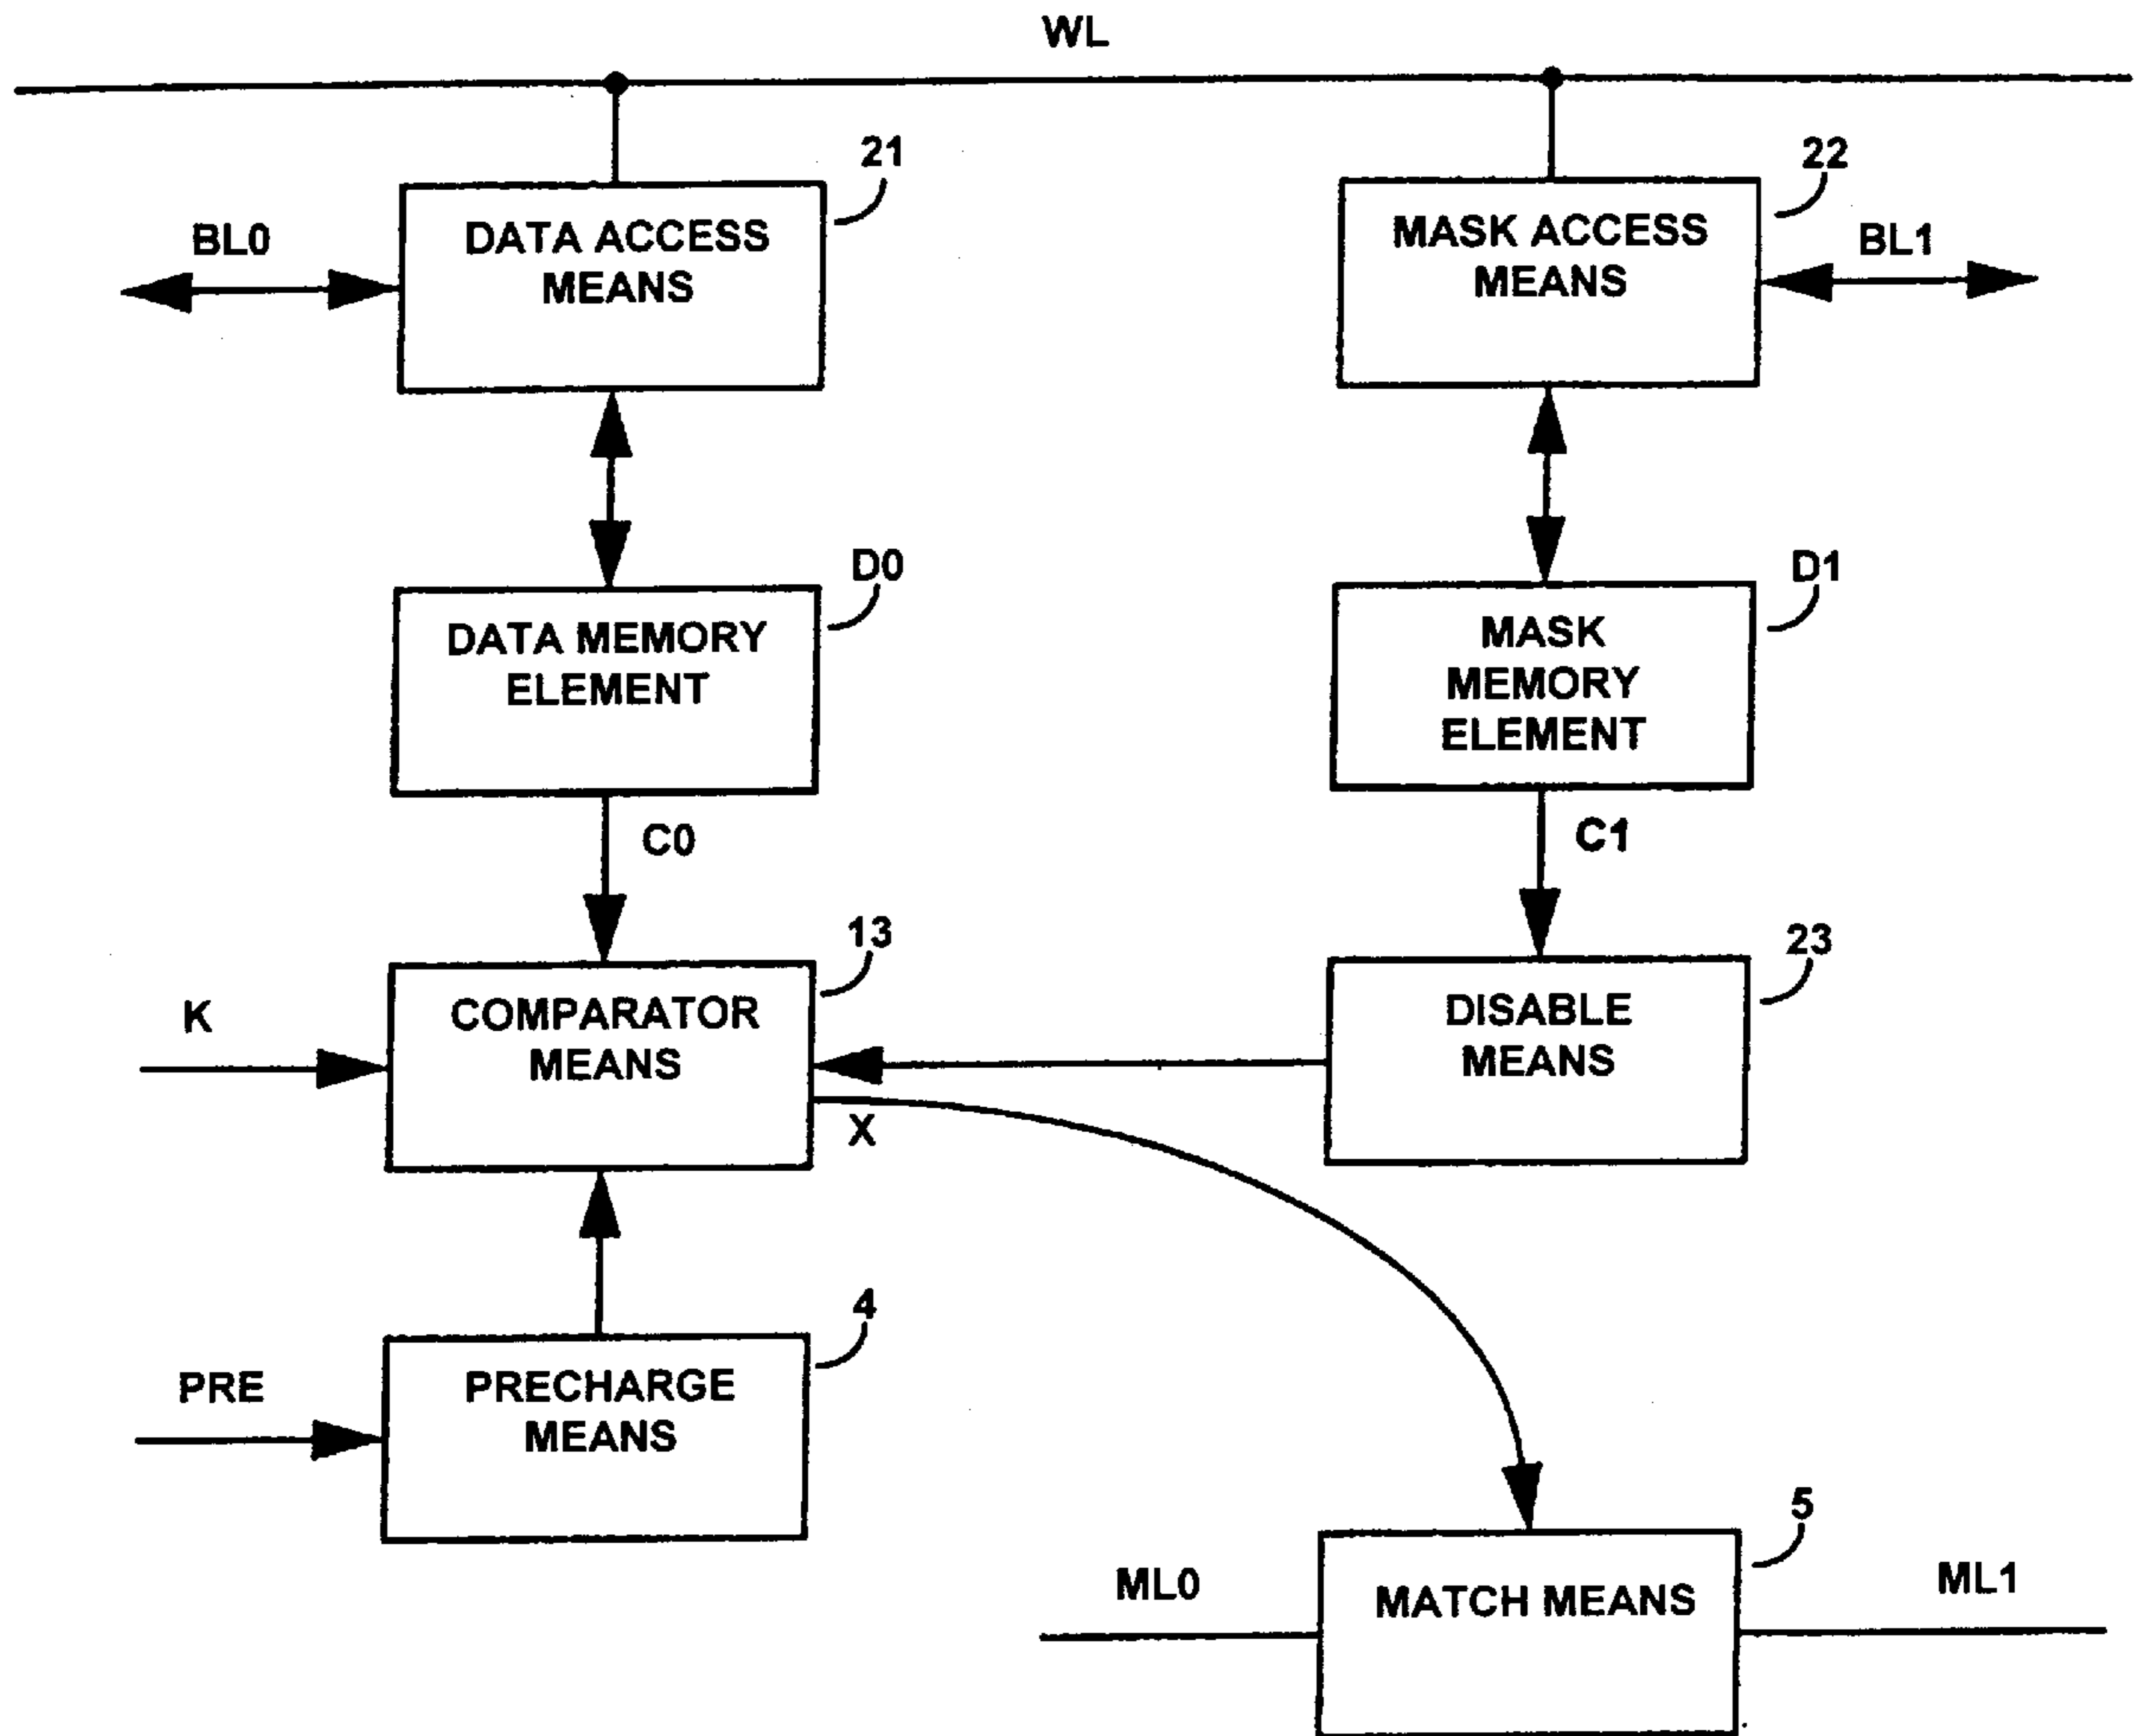 WL
21
22
BL0
DATA ACCESS
MEANS
MASK ACCESS
MEANS
BL1
D0
D1
DATA MEMORY
ELEMENT
MASK
MEMORY
ELEMENT
C0
C1
13
23
K
COMPARATOR
MEANS
DISABLE
MEANS
X
4
PRE
PRECHARGE
MEANS
5
ML0
MATCH MEANS
ML1